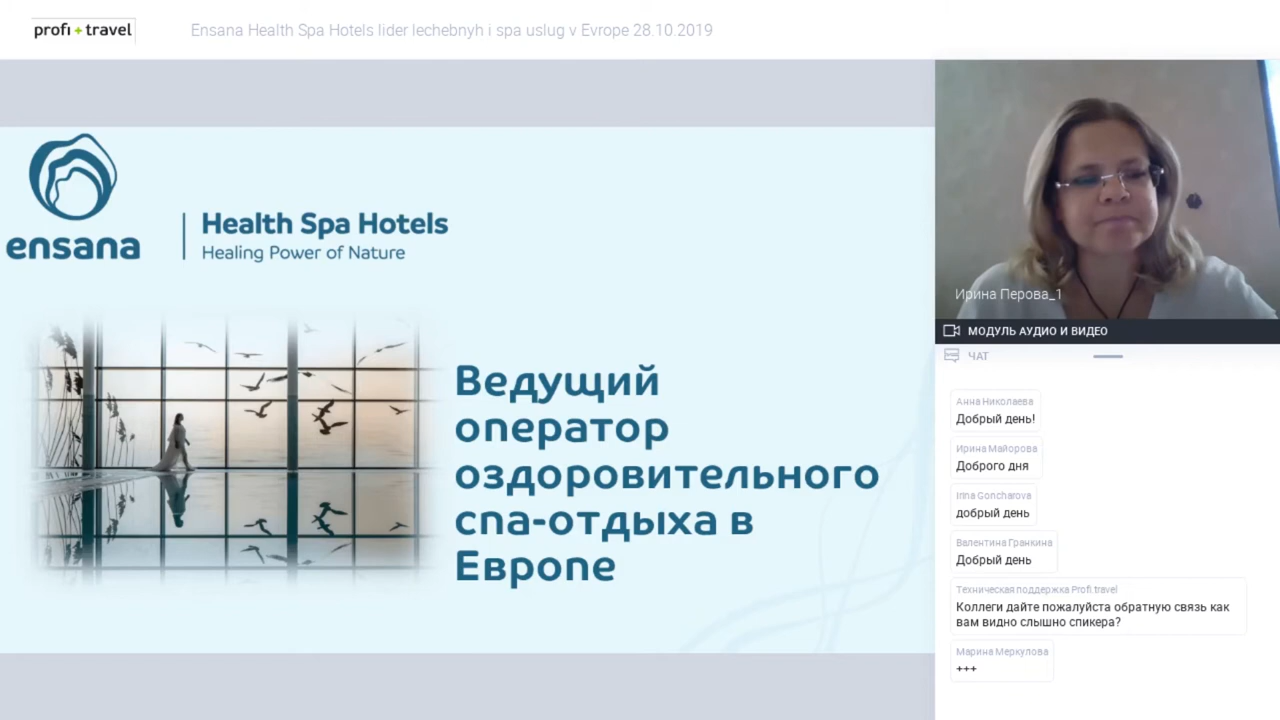 profi + travel
Ensana Health Spa Hotels lider lechebnyh i spa uslug v Evrope 28.10.2019
ensana
Health Spa Hotels
Healing Power of Nature
Ведущий
оператор
оздоровительного
спа-отдыха в
Европе
Ирина Перова_1
МОДУЛЬ АУДИО И ВИДЕО
ЧАТ
Анна Николаева
Добрый день!
Ирина Майорова
Доброго дня
Irina Goncharova
добрый день
Валентина Гранкина
Добрый день
Техническая поддержка Profi.travel
Коллеги дайте пожалуйста обратную связь как
вам видно слышно спикера?
Марина Меркулова
+++